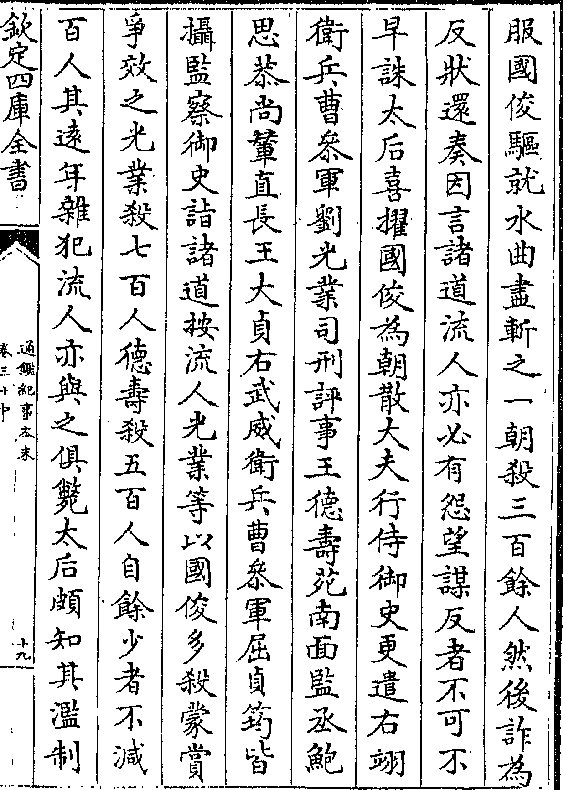 服國俊驅就水曲盡斬之一朝殺三百餘人然後詐為
反狀還奏因言諸道流人亦必有怨望謀反者不可不
早誅太后喜擢國俊為朝散大夫行侍御史更遣右翊
衛兵曹叅軍劉光業司刑評事王德壽苑南面監丞鮑
思恭尚輦直長王大貞右武威衛兵曹叅軍屈貞筠皆
攝監察御史詣諸道按流人光業等以國俊多殺蒙賞
爭效之光業殺七百人德壽殺五百人自餘少者不減
百人其遠年雜犯流人亦與之俱斃太后頗知其濫制
欽定四庫全書
通鑑紀事本末
卷三十中
十九